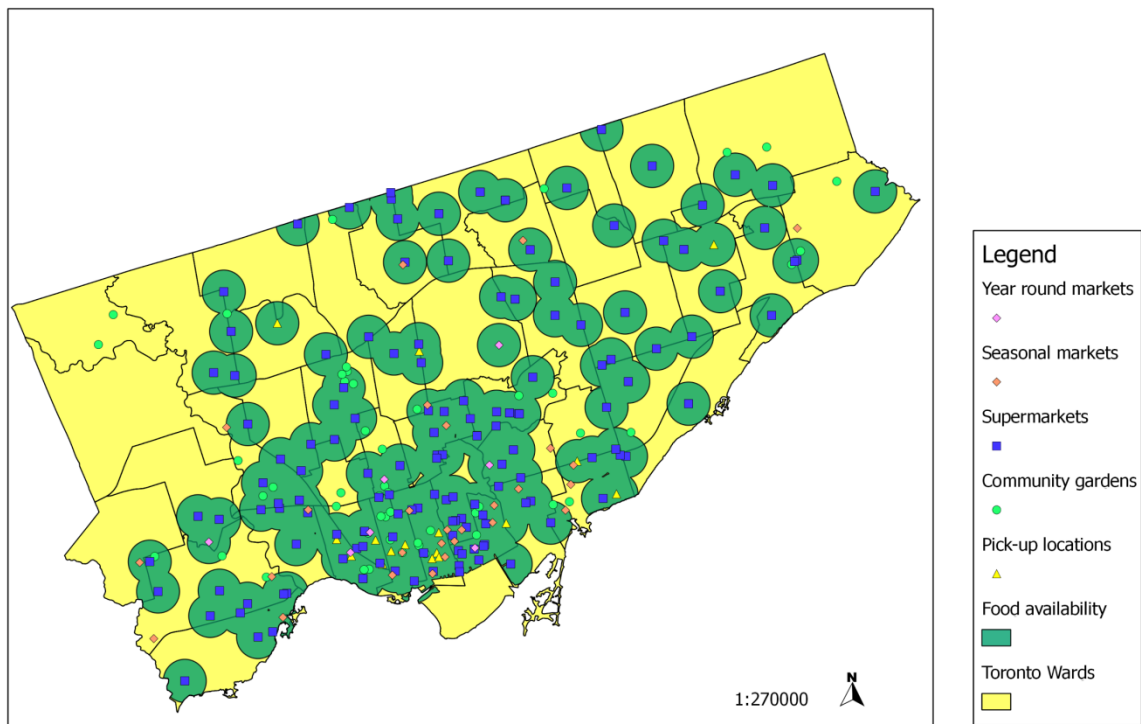 Legend
Year round markets
Seasonal markets
Supermarkets
Community gardens
Pick-up locations
Food availability
Toronto Wards
1:270000
N